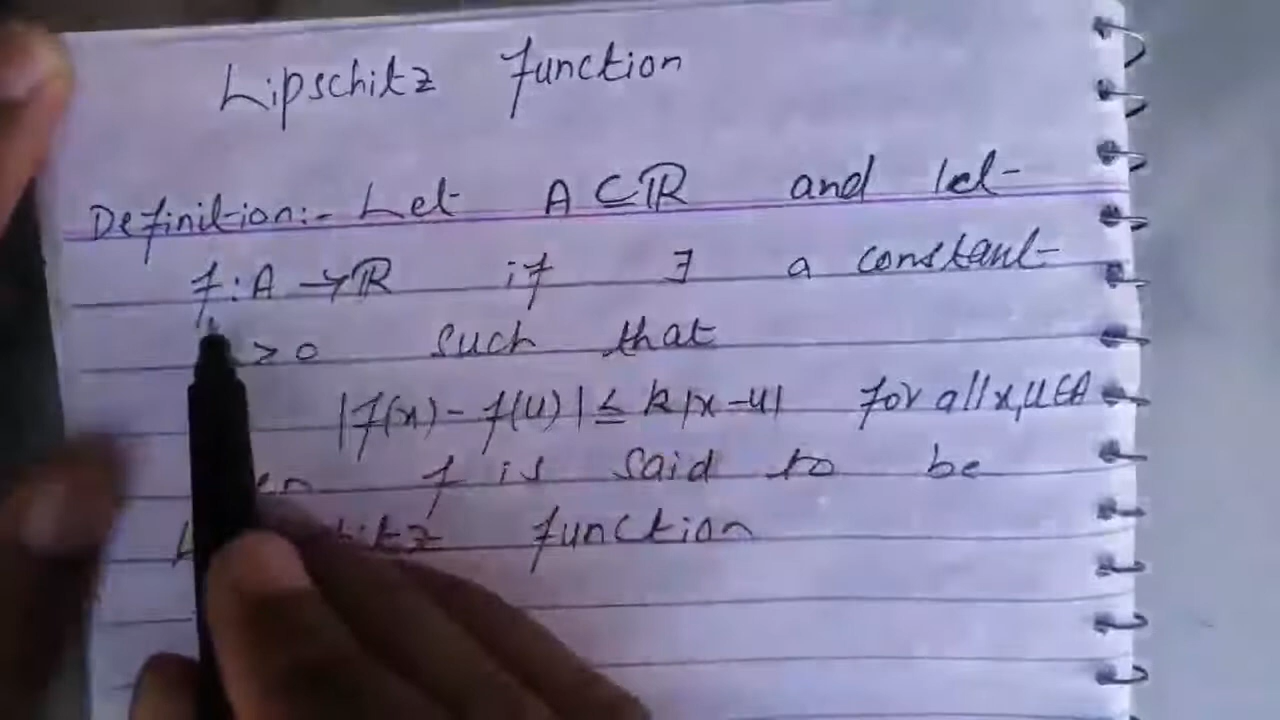 Lipschitz function
Definition:- Let A ⊆ ℝ and let
f: A → ℝ if ∃ a constant
> 0 such that
|f(x) - f(u)| ≤ k|x-u| for all x, u ∈ A
f is said to be
function